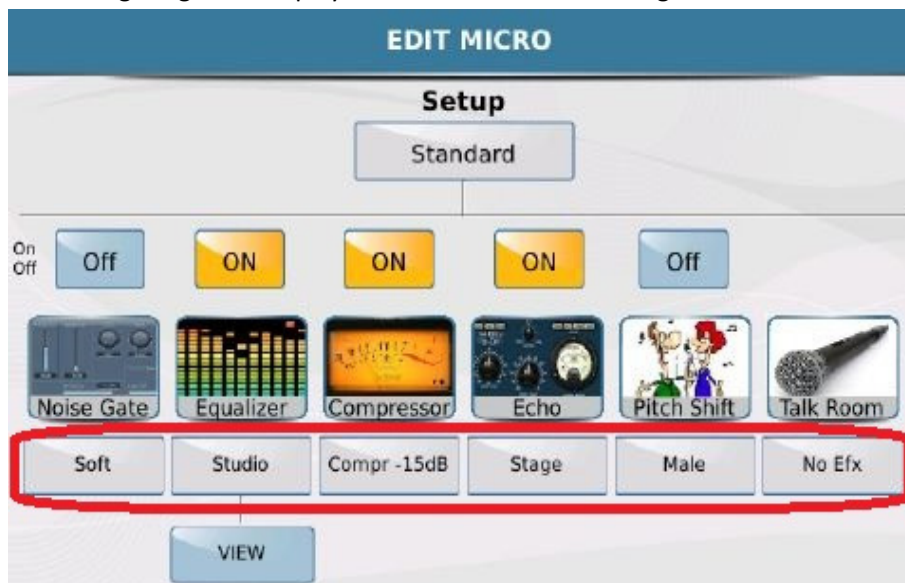 EDIT MICRO
Setup
Standard
On
Off
Off
ON
ON
ON
Off
Noise Gate
Equalizer
Compressor
Echo
Pitch Shift
Talk Room
Soft
Studio
Compr -15dB
Stage
Male
No Efx
VIEW